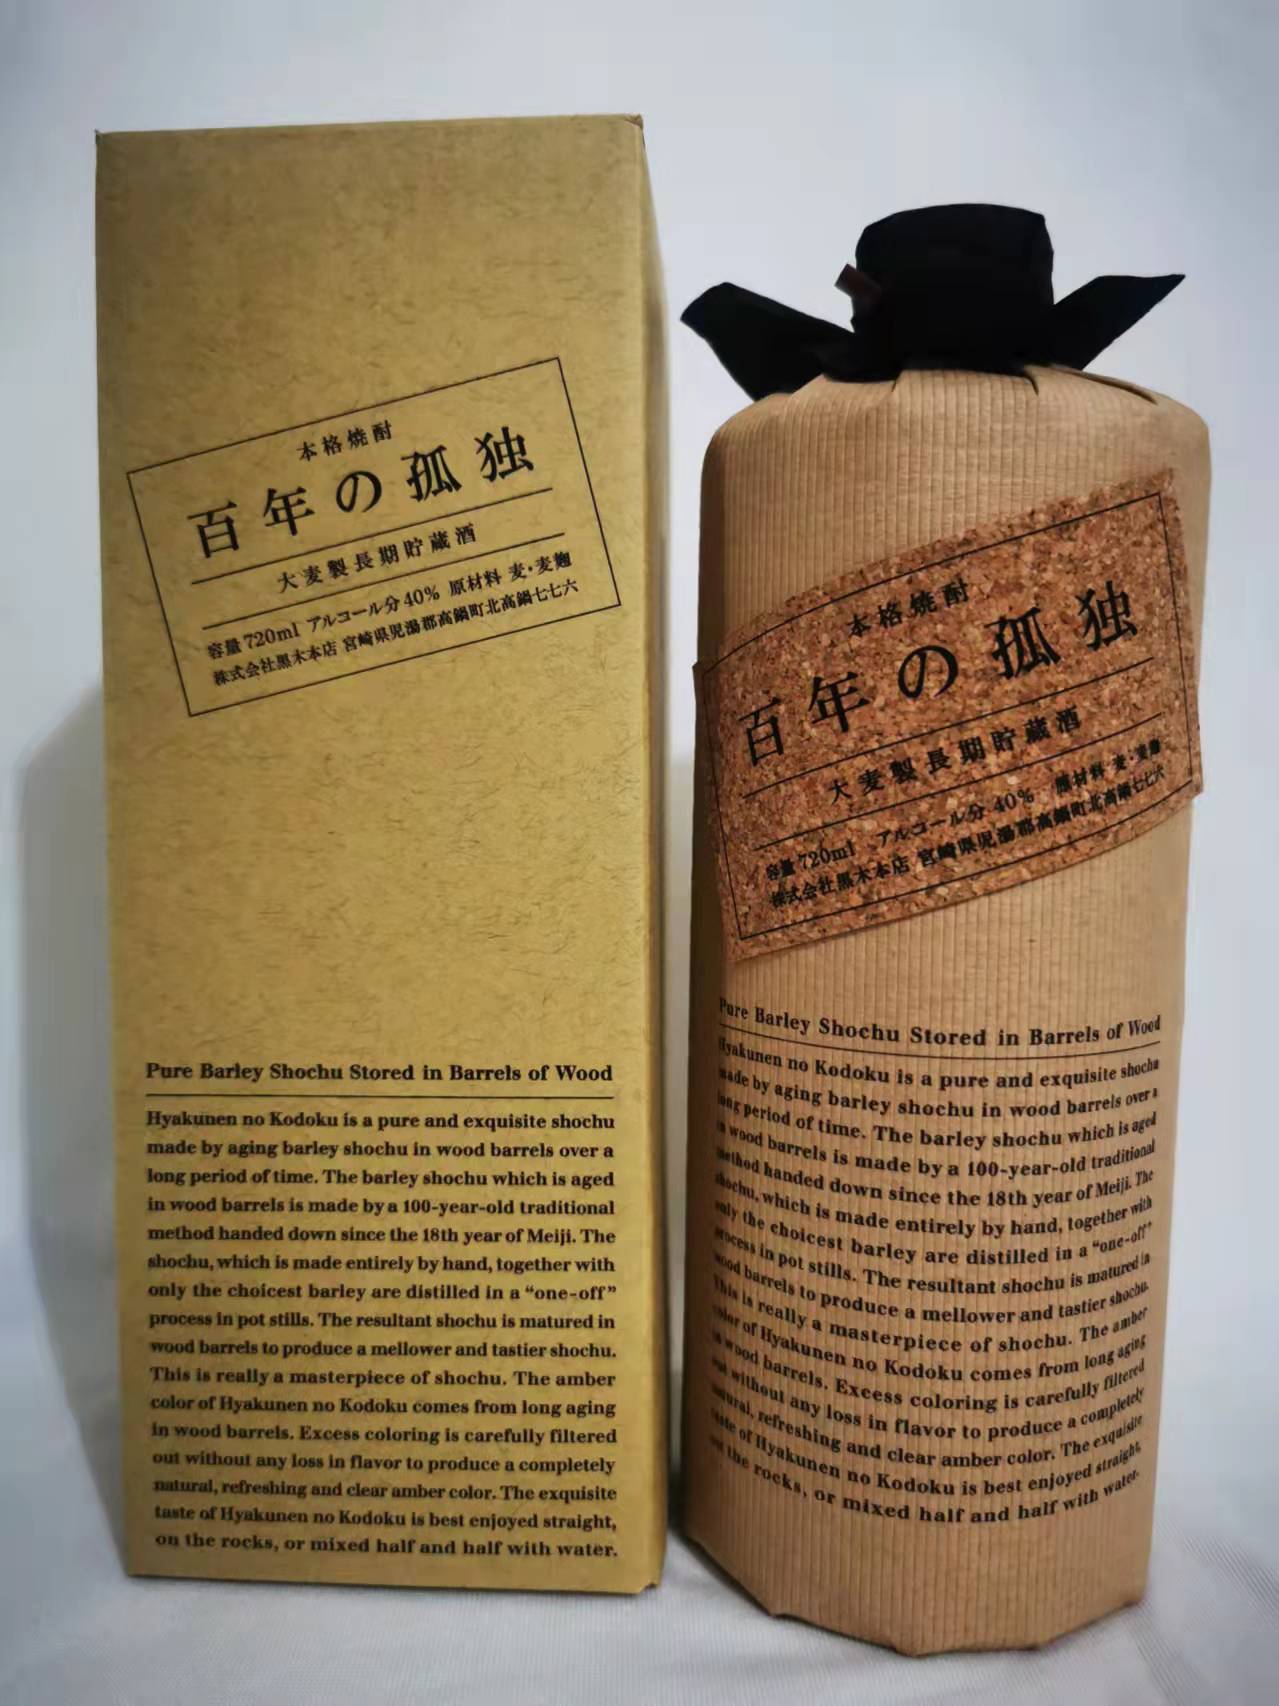 本格焼酎
百年の孤独
大麦製長期貯蔵酒
容量720ml アルコール分40% 原材料 麦・麦麹
株式会社黒木本店 宮崎県児湯郡高鍋町北高鍋七七六
Pure Barley Shochu Stored in Barrels of Wood
Hyakunen no Kodoku is a pure and exquisite shochu
made by aging barley shochu in wood barrels over a
long period of time. The barley shochu which is aged
in wood barrels is made by a 100-year-old traditional
method handed down since the 18th year of Meiji. The
shochu, which is made entirely by hand, together with
only the choicest barley are distilled in a “one-off”
process in pot stills. The resultant shochu is matured in
wood barrels to produce a mellower and tastier shochu.
This is really a masterpiece of shochu. The amber
color of Hyakunen no Kodoku comes from long aging
in wood barrels. Excess coloring is carefully filtered
out without any loss in flavor to produce a completely
natural, refreshing and clear amber color. The exquisite
taste of Hyakunen no Kodoku is best enjoyed straight,
on the rocks, or mixed half and half with water.
本格焼酎
百年の孤独
大麦製長期貯蔵酒
容量720ml アルコール分40% 原材料 麦・麦麹
株式会社黒木本店 宮崎県児湯郡高鍋町北高鍋七七六
Pure Barley Shochu Stored in Barrels of Wood
Hyakunen no Kodoku is a pure and exquisite shochu
made by aging barley shochu in wood barrels over a
long period of time. The barley shochu which is aged
in wood barrels is made by a 100-year-old traditional
method handed down since the 18th year of Meiji. The
shochu, which is made entirely by hand, together with
only the choicest barley are distilled in a “one-off”
process in pot stills. The resultant shochu is matured in
wood barrels to produce a mellower and tastier shochu.
This is really a masterpiece of shochu. The amber
color of Hyakunen no Kodoku comes from long aging
in wood barrels. Excess coloring is carefully filtered
out without any loss in flavor to produce a completely
natural, refreshing and clear amber color. The exquisite
taste of Hyakunen no Kodoku is best enjoyed straight,
on the rocks, or mixed half and half with water.